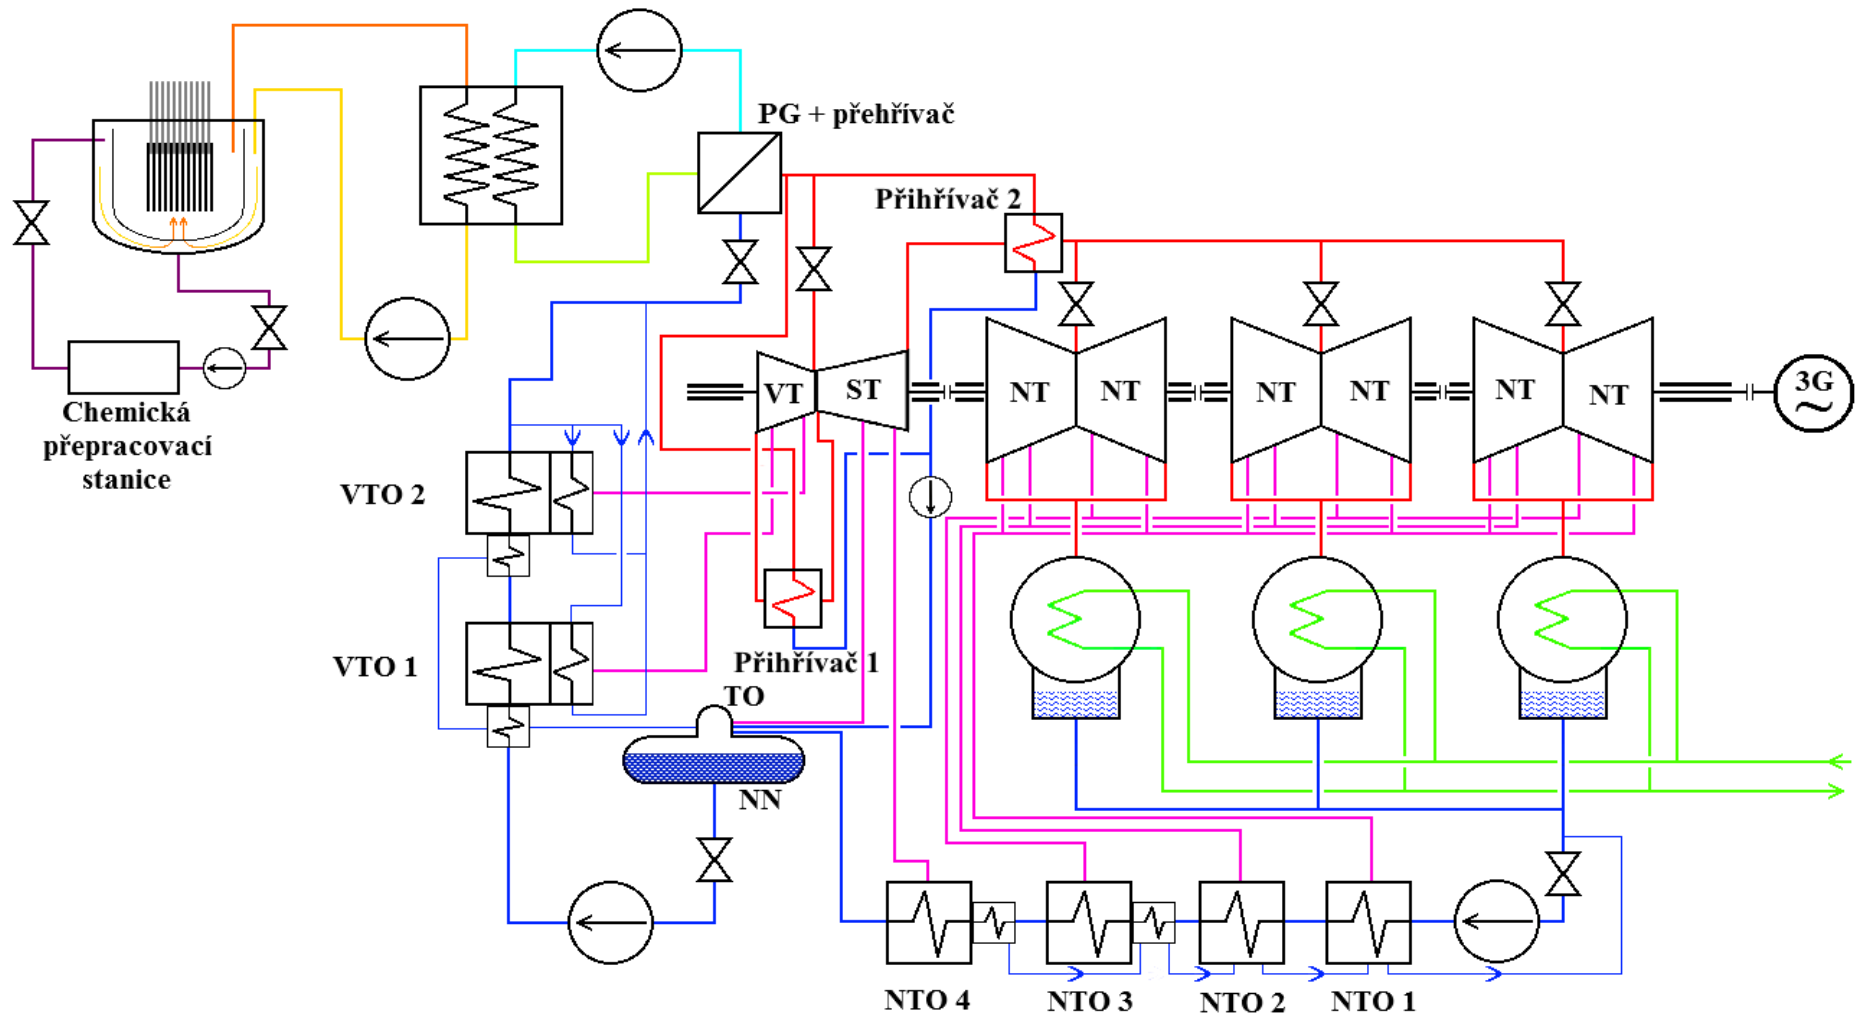 PG + přehřívač
Přihřívač 2
VT
ST
NT
NT
NT
NT
NT
NT
3G
~
Chemická
přepracovací
stanice
VTO 2
VTO 1
Přihřívač 1
TO
NN
NTO 4
NTO 3
NTO 2
NTO 1